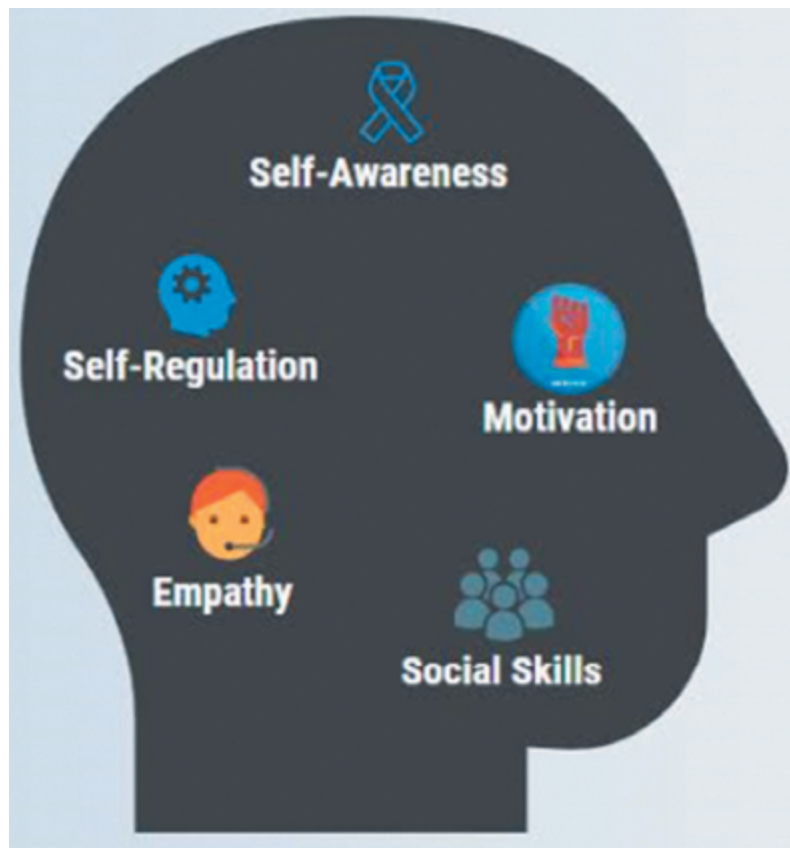 Self-Awareness
Self-Regulation
Motivation
Empathy
Social Skills